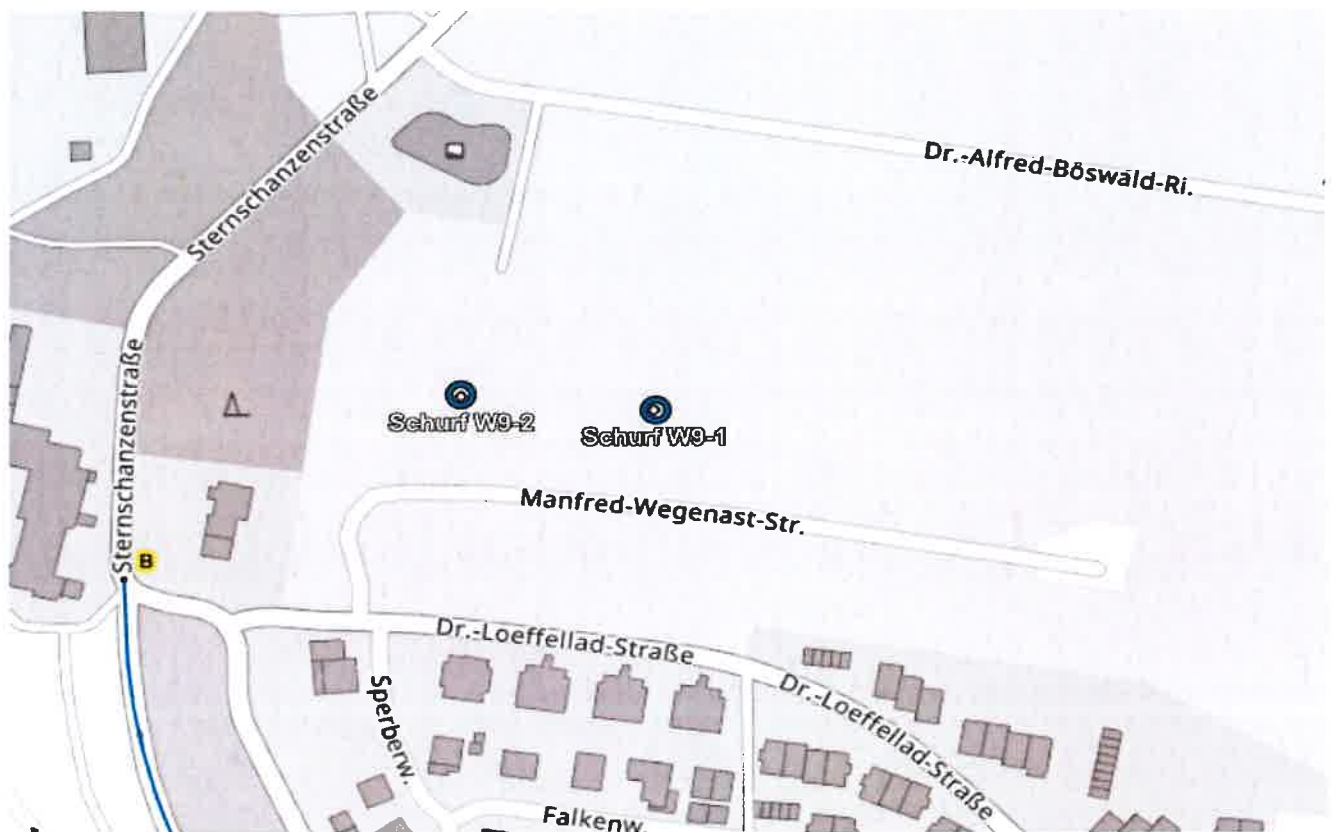 Sternschanzenstraße
Dr.-Alfred-Böswald-Ri.
Sternschanzenstraße
Schurf W9-2
Schurf W9-1
Manfred-Wegenast-Str.
B
Dr.-Loeffellad-Straße
Sperberw.
Dr.-Loeffellad-Straße
Falkenw.